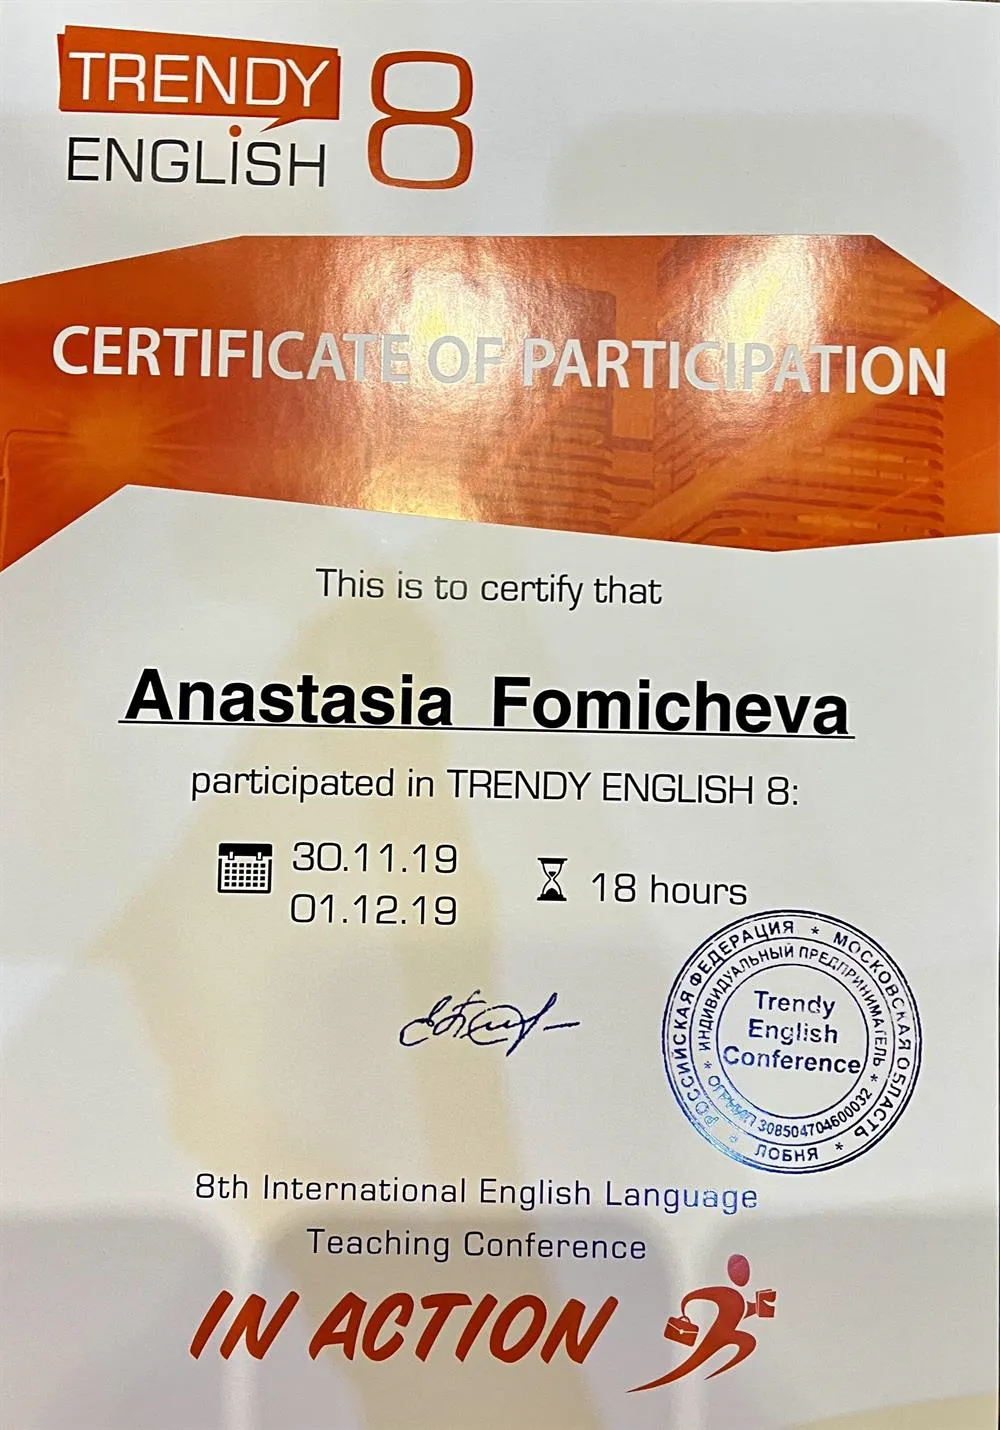 TRENDY
ENGLISH
8
CERTIFICATE OF PARTICIPATION
This is to certify that
Anastasia Fomicheva
participated in TRENDY ENGLISH 8:
30.11.19
01.12.19
18 hours
РОССИЙСКАЯ ФЕДЕРАЦИЯ * МОСКОВСКАЯ ОБЛАСТЬ * ЛОБНЯ *
* ИНДИВИДУАЛЬНЫЙ ПРЕДПРИНИМАТЕЛЬ *
308504704600032
Trendy
English
Conference
8th International English Language
Teaching Conference
IN ACTION